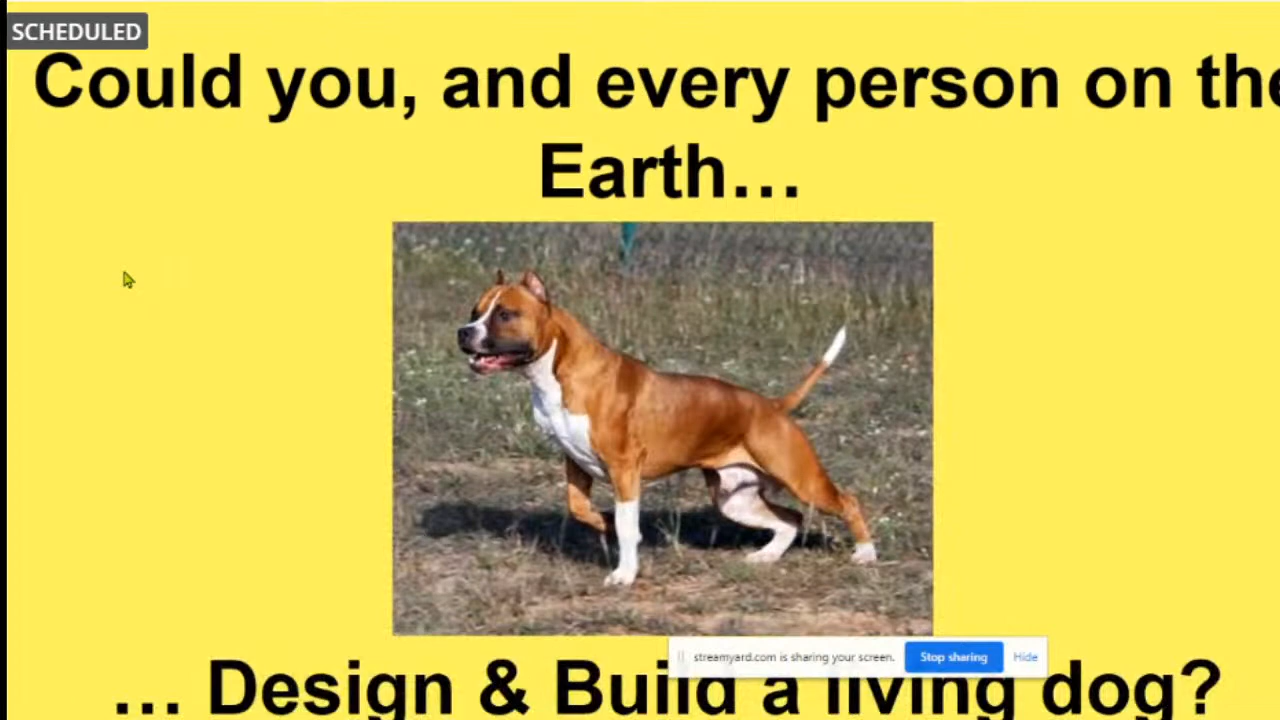 SCHEDULED
Could you, and every person on the
Earth...
streamyard.com is sharing your screen. Stop sharing Hide
... Design & Build a living dog?